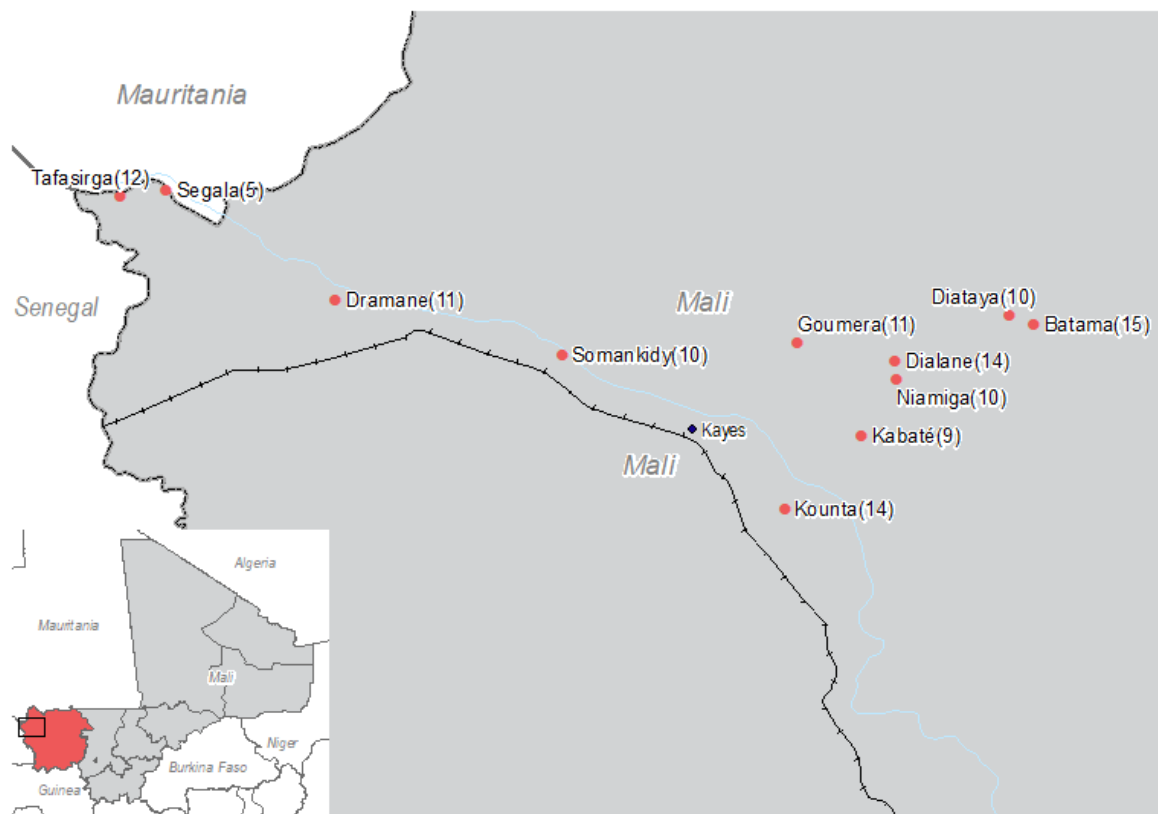 Mauritania
Tafasirga(12)
Segala(5)
Senegal
Dramane(11)
Mali
Diataya(10)
Goumera(11)
Batama(15)
Somankidy(10)
Dialane(14)
Niamiga(10)
Kayes
Kabaté(9)
Mali
Kounta(14)
Algeria
Mauritania
Mali
Niger
Burkina Faso
Guinea